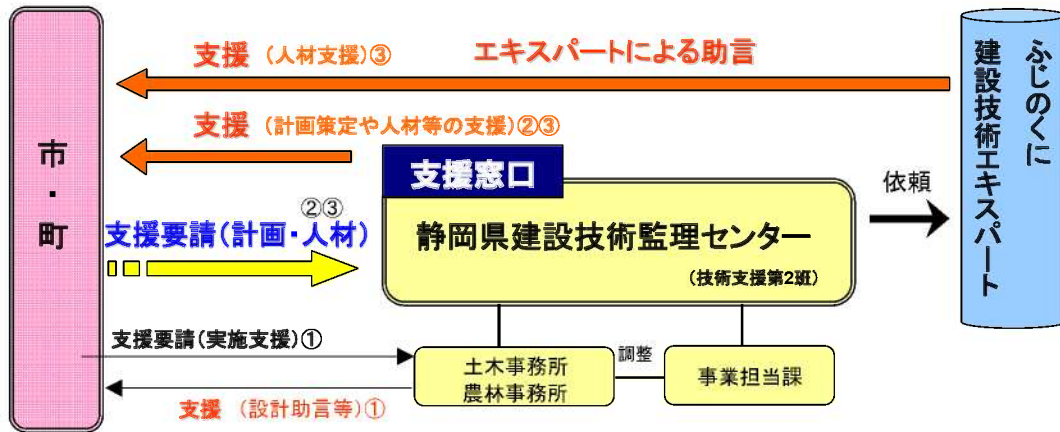 支援 (人材支援)③ エキスパートによる助言
支援 (計画策定や人材等の支援)②③
市・町
支援窓口
②③
支援要請(計画・人材)
静岡県建設技術監理センター
(技術支援第2班)
依頼
ふじのくに
建設技術エキスパート
支援要請(実施支援)①
土木事務所
農林事務所
調整
事業担当課
支援 (設計助言等)①